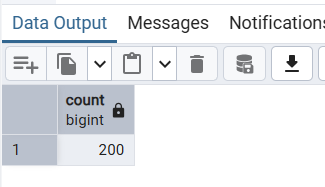 Data Output Messages Notifications
count
bigint
1 200